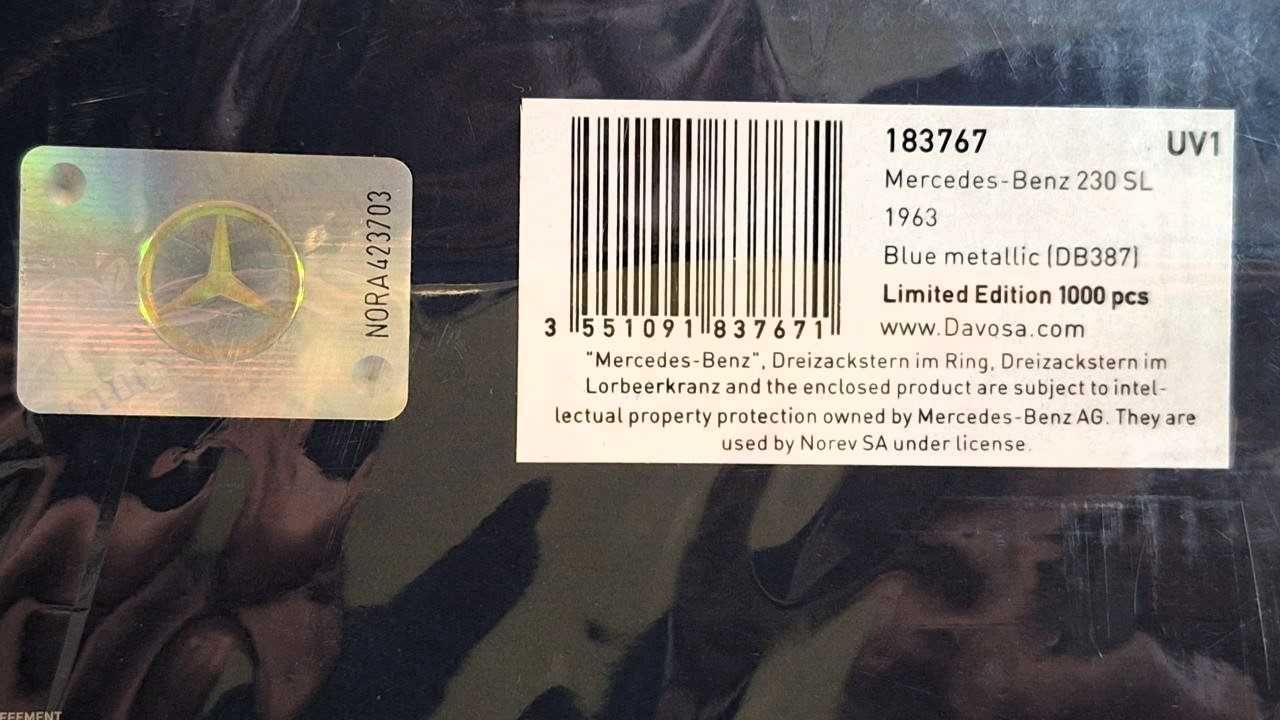 NORA423703
183767 UV1
Mercedes-Benz 230 SL
1963
Blue metallic (DB387)
Limited Edition 1000 pcs
3 551091 837671
www.Davosa.com
"Mercedes-Benz", Dreizackstern im Ring, Dreizackstern im
Lorbeerkranz and the enclosed product are subject to intel-
lectual property protection owned by Mercedes-Benz AG. They are
used by Norev SA under license.